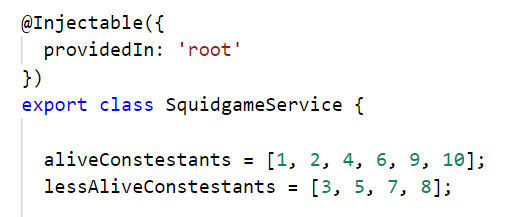 @Injectable({
  providedIn: 'root'
})
export class SquidgameService {
  aliveConstestants = [1, 2, 4, 6, 9, 10];
  lessAliveConstestants = [3, 5, 7, 8];